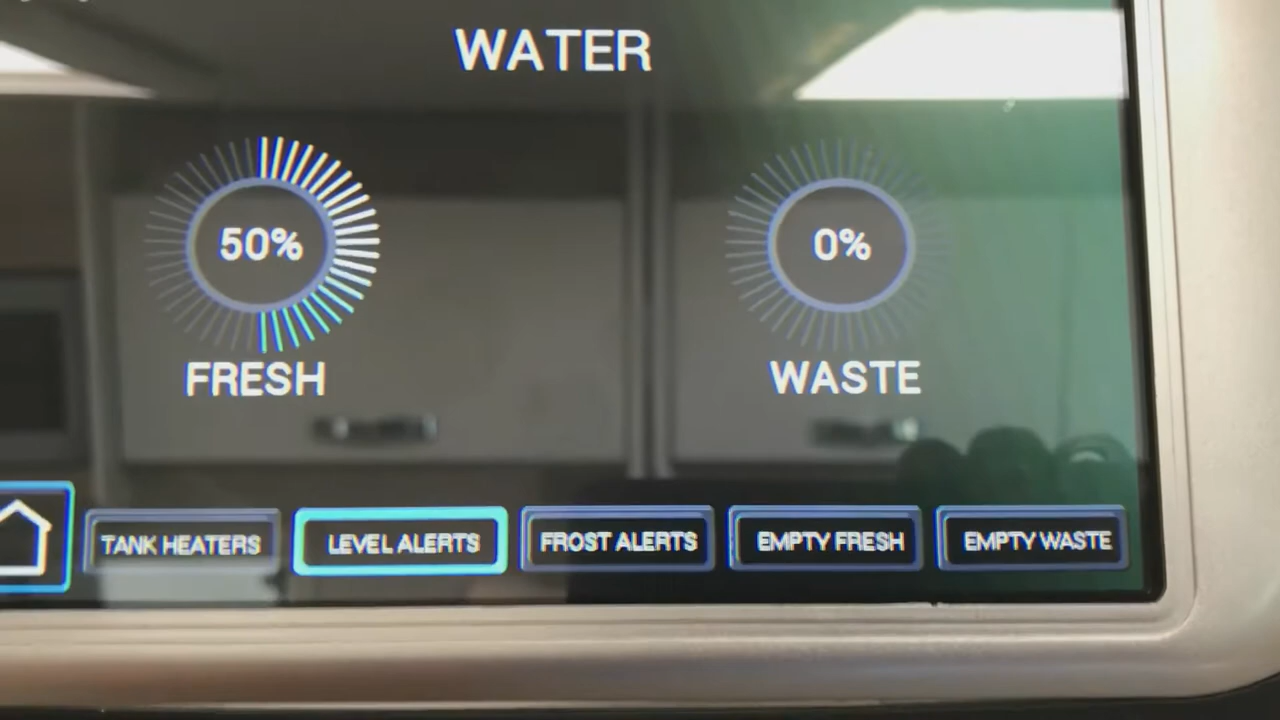 WATER
50%
0%
FRESH
WASTE
TANK HEATERS
LEVEL ALERTS
FROST ALERTS
EMPTY FRESH
EMPTY WASTE